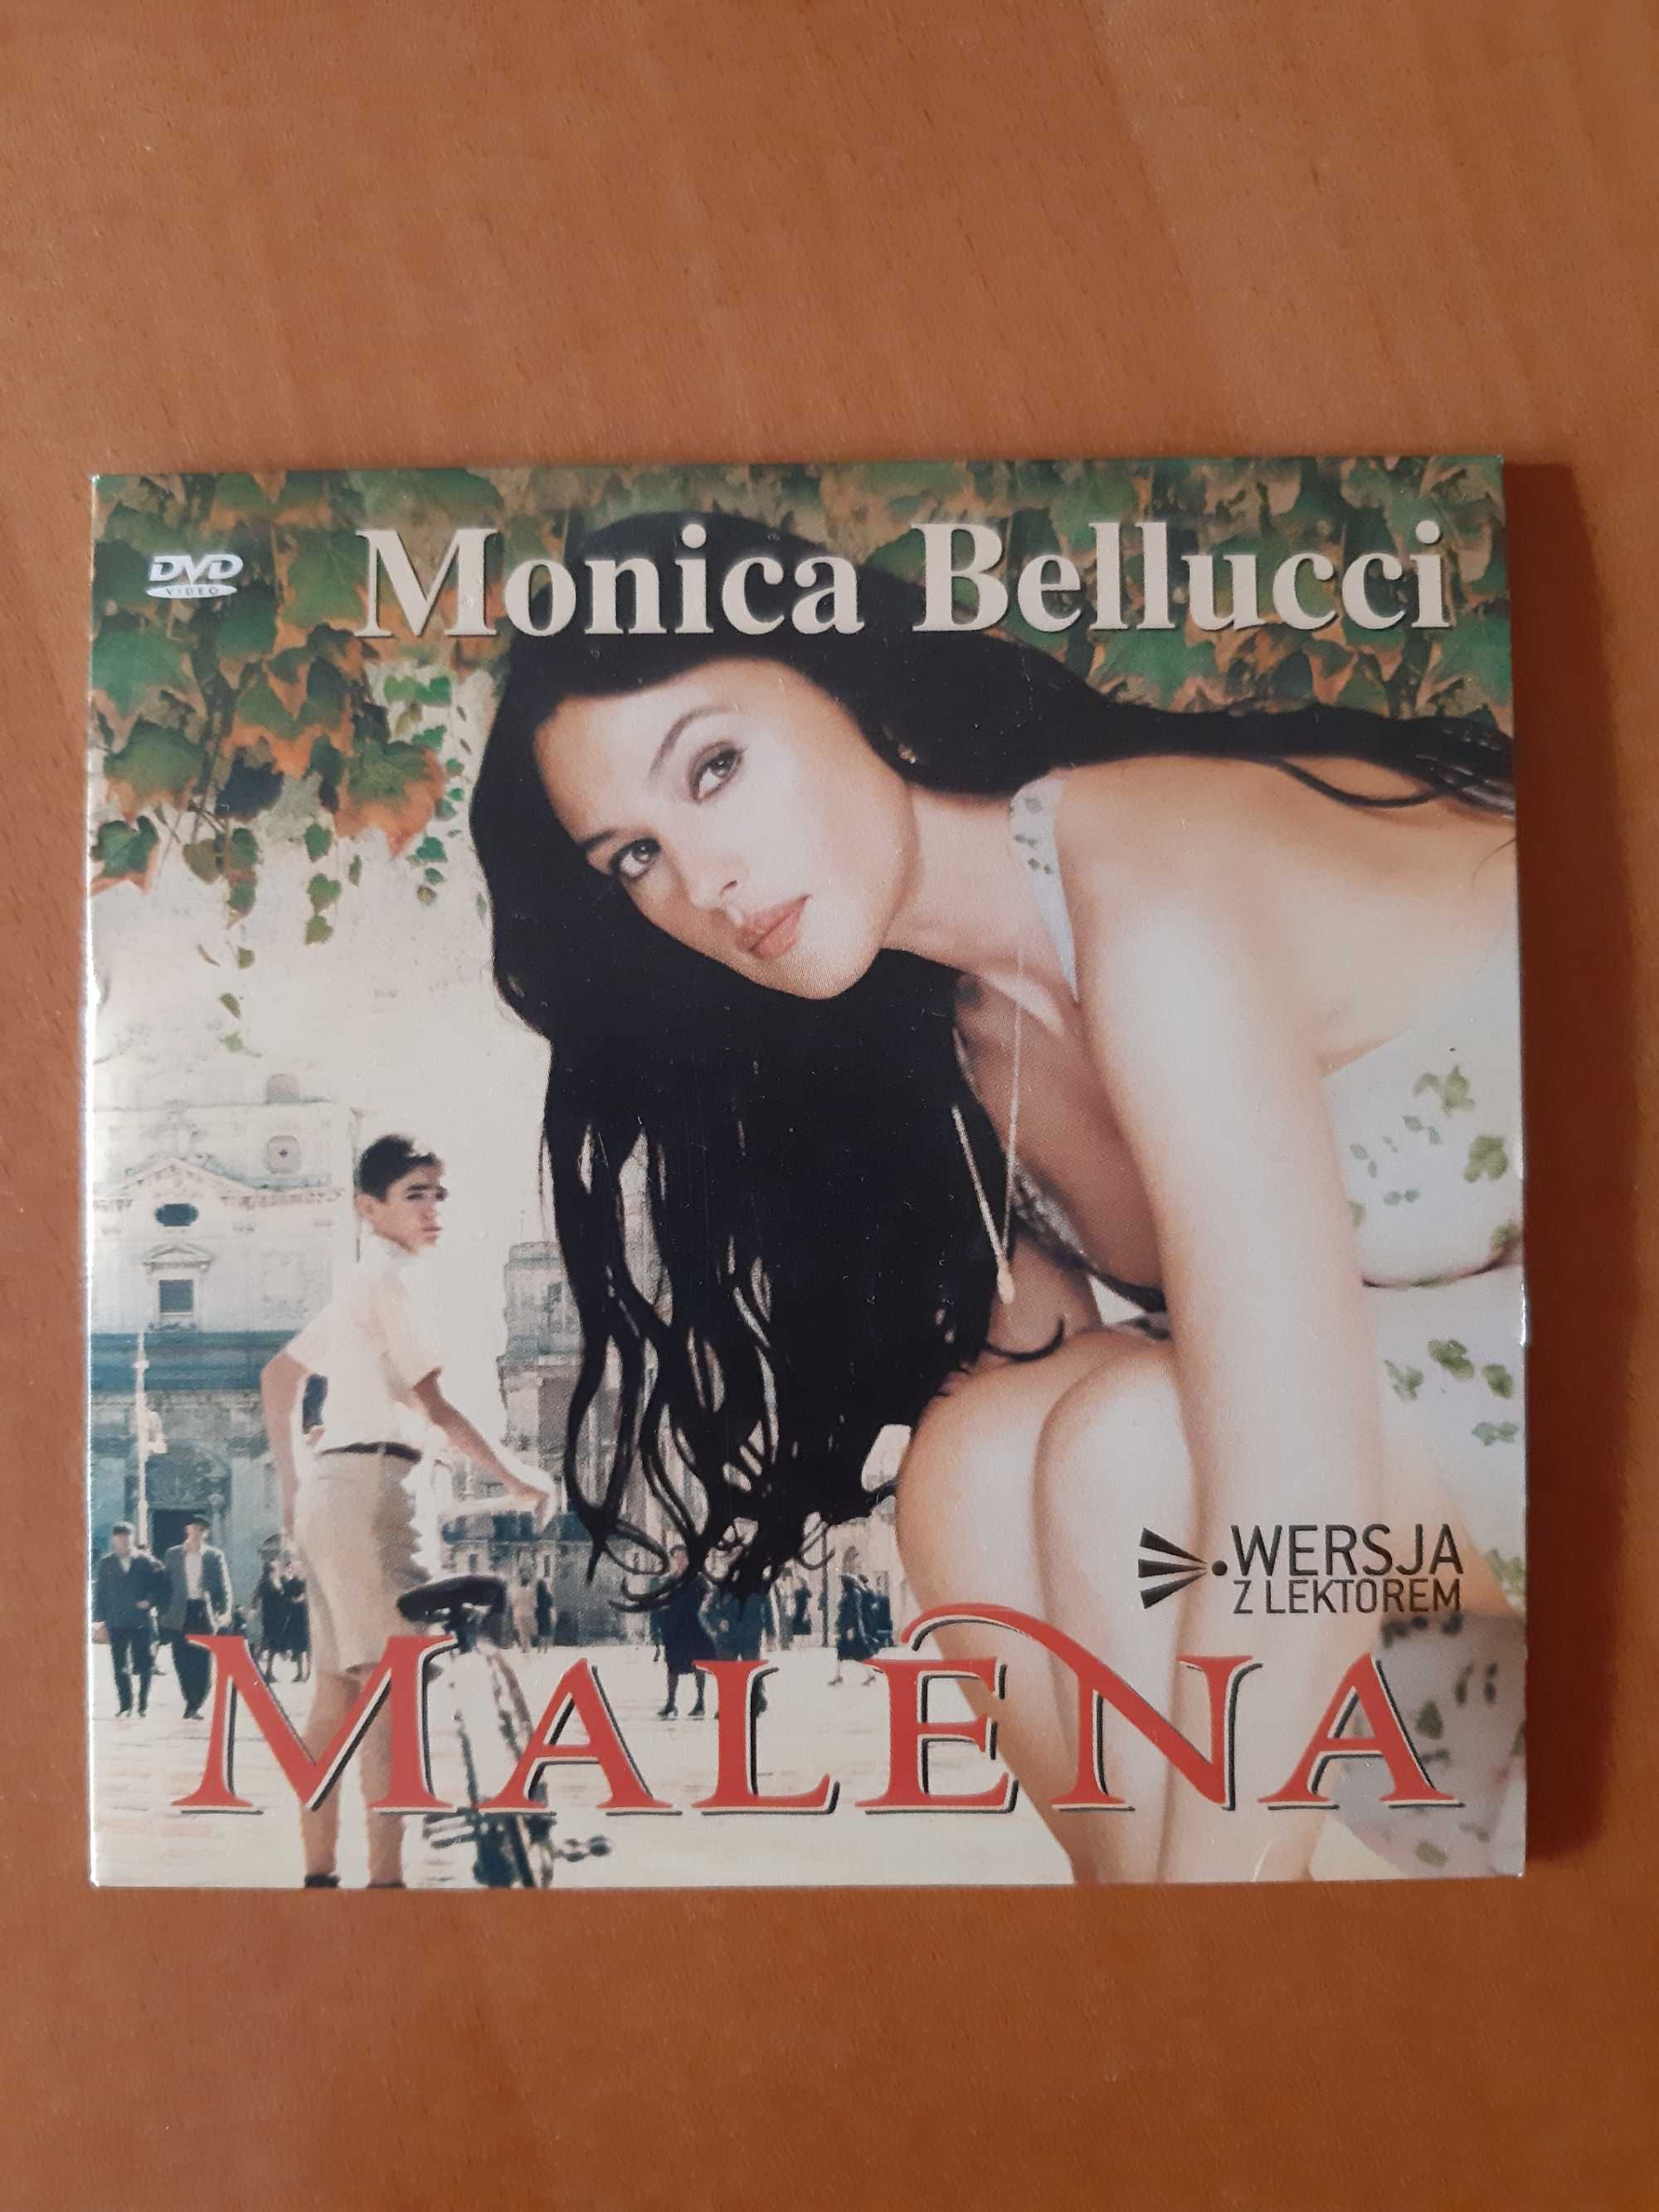 DVD
VIDEO
Monica Bellucci
WERSJA
Z LEKTOREM
MALENA